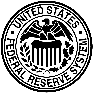 UNITED STATES
FEDERAL RESERVE SYSTEM